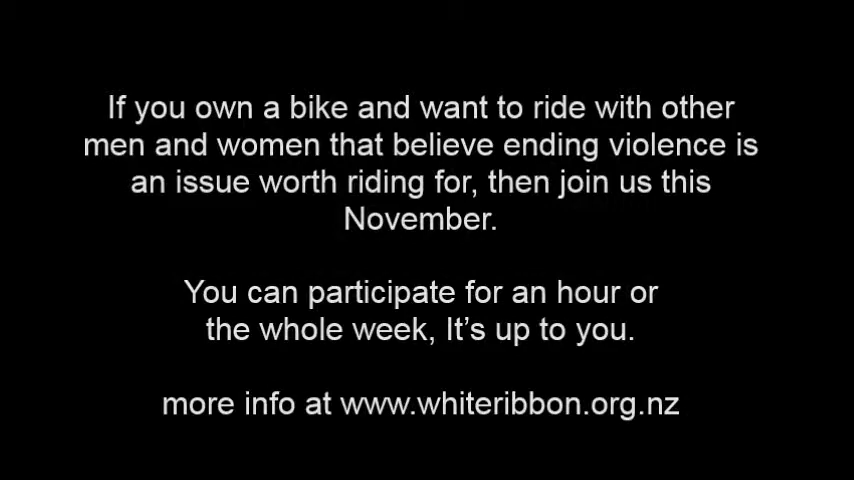 If you own a bike and want to ride with other
men and women that believe ending violence is
an issue worth riding for, then join us this
November.
You can participate for an hour or
the whole week, It’s up to you.
more info at www.whiteribbon.org.nz